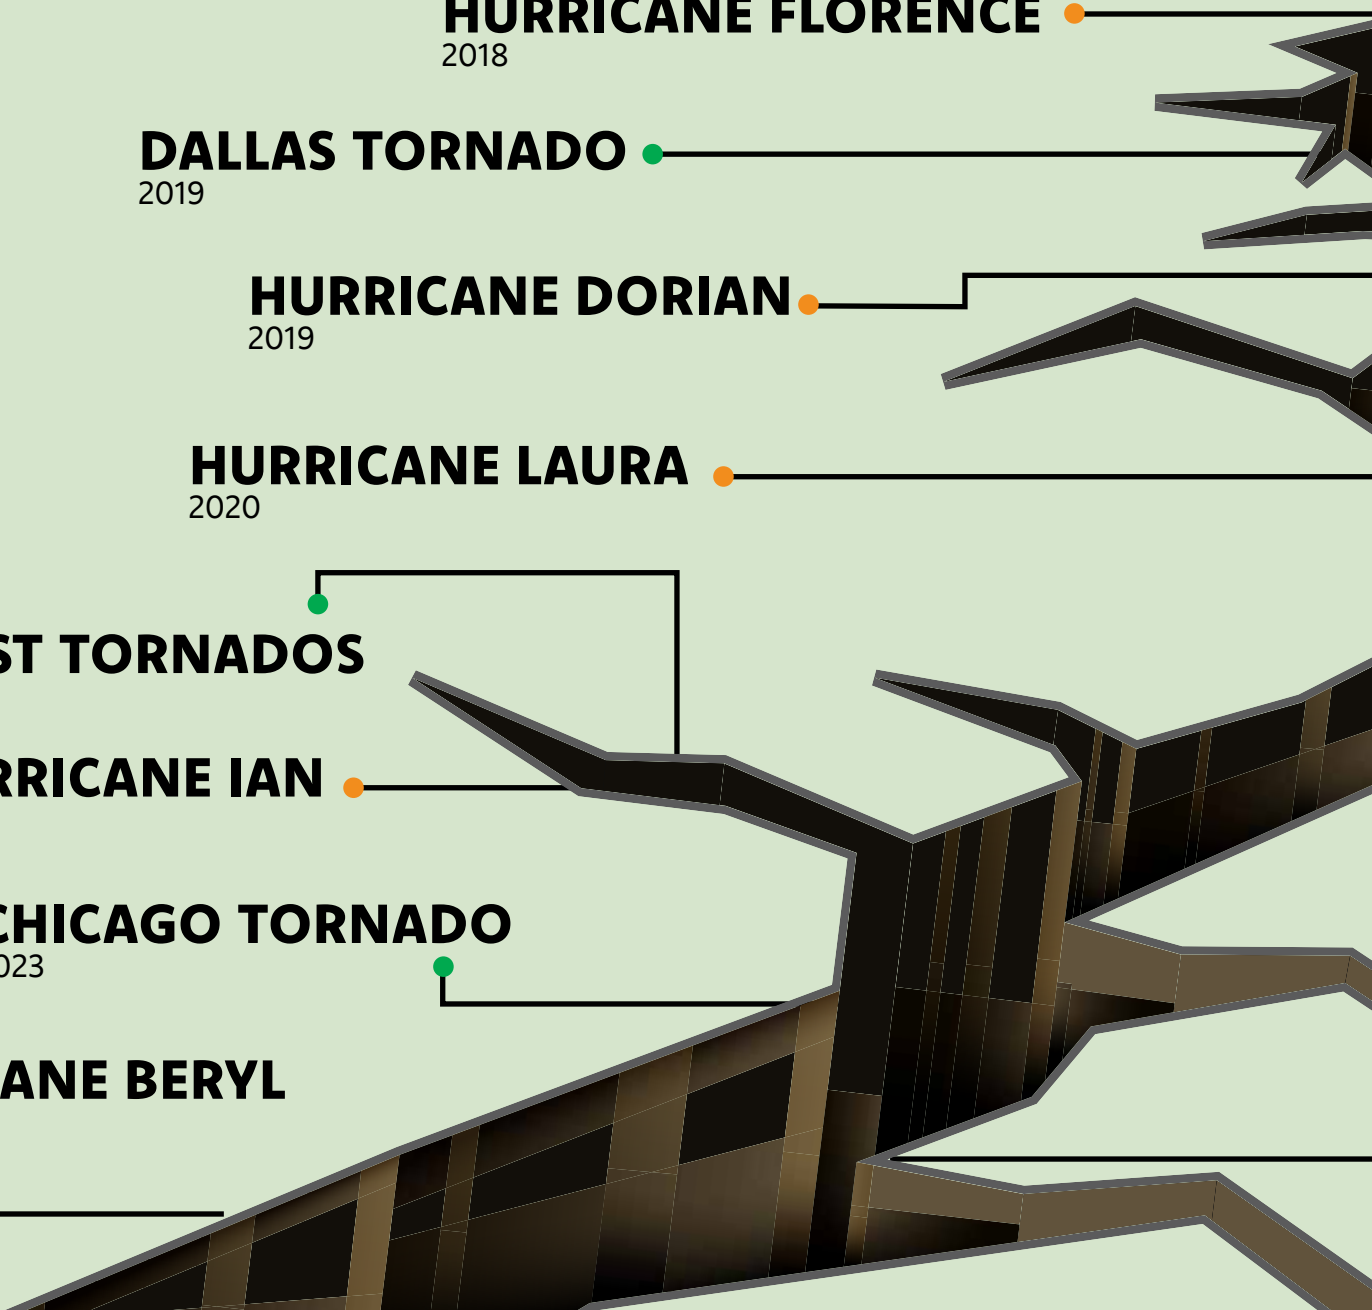 HURRICANE FLORENCE
2018
DALLAS TORNADO
2019
HURRICANE DORIAN
2019
HURRICANE LAURA
2020
ST TORNADOS
RRICANE IAN
CHICAGO TORNADO
023
ANE BERYL